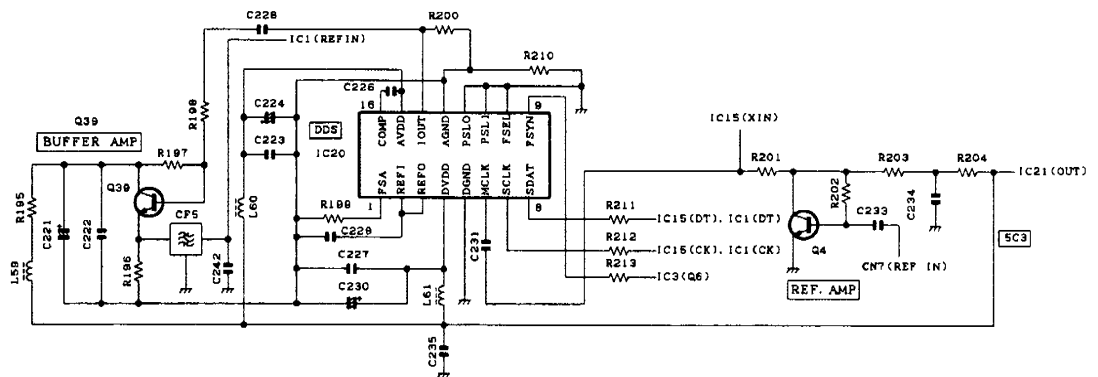 C228
R200
IC1(REFIN)
R210
C226
16
9
COMP
AVDD
IOUT
AGND
PSL0
PSL1
FSEL
FSYN
R198
C224
DDS
IC15(XIN)
Q39
BUFFER AMP
C223
IC20
R197
R201
R203
R204
IC21(OUT)
FSA
REFI
REFO
DVDD
DGND
MCLK
SCLK
SDAT
Q39
1
8
R202
C234
R195
C221
C222
CF5
L60
R199
R211
IC15(DT). IC1(DT)
C233
C229
C231
R212
IC15(CK). IC1(CK)
Q4
5C3
R196
C242
C227
R213
IC3(Q6)
CN7(REF IN)
L59
C230
L61
REF. AMP
C235